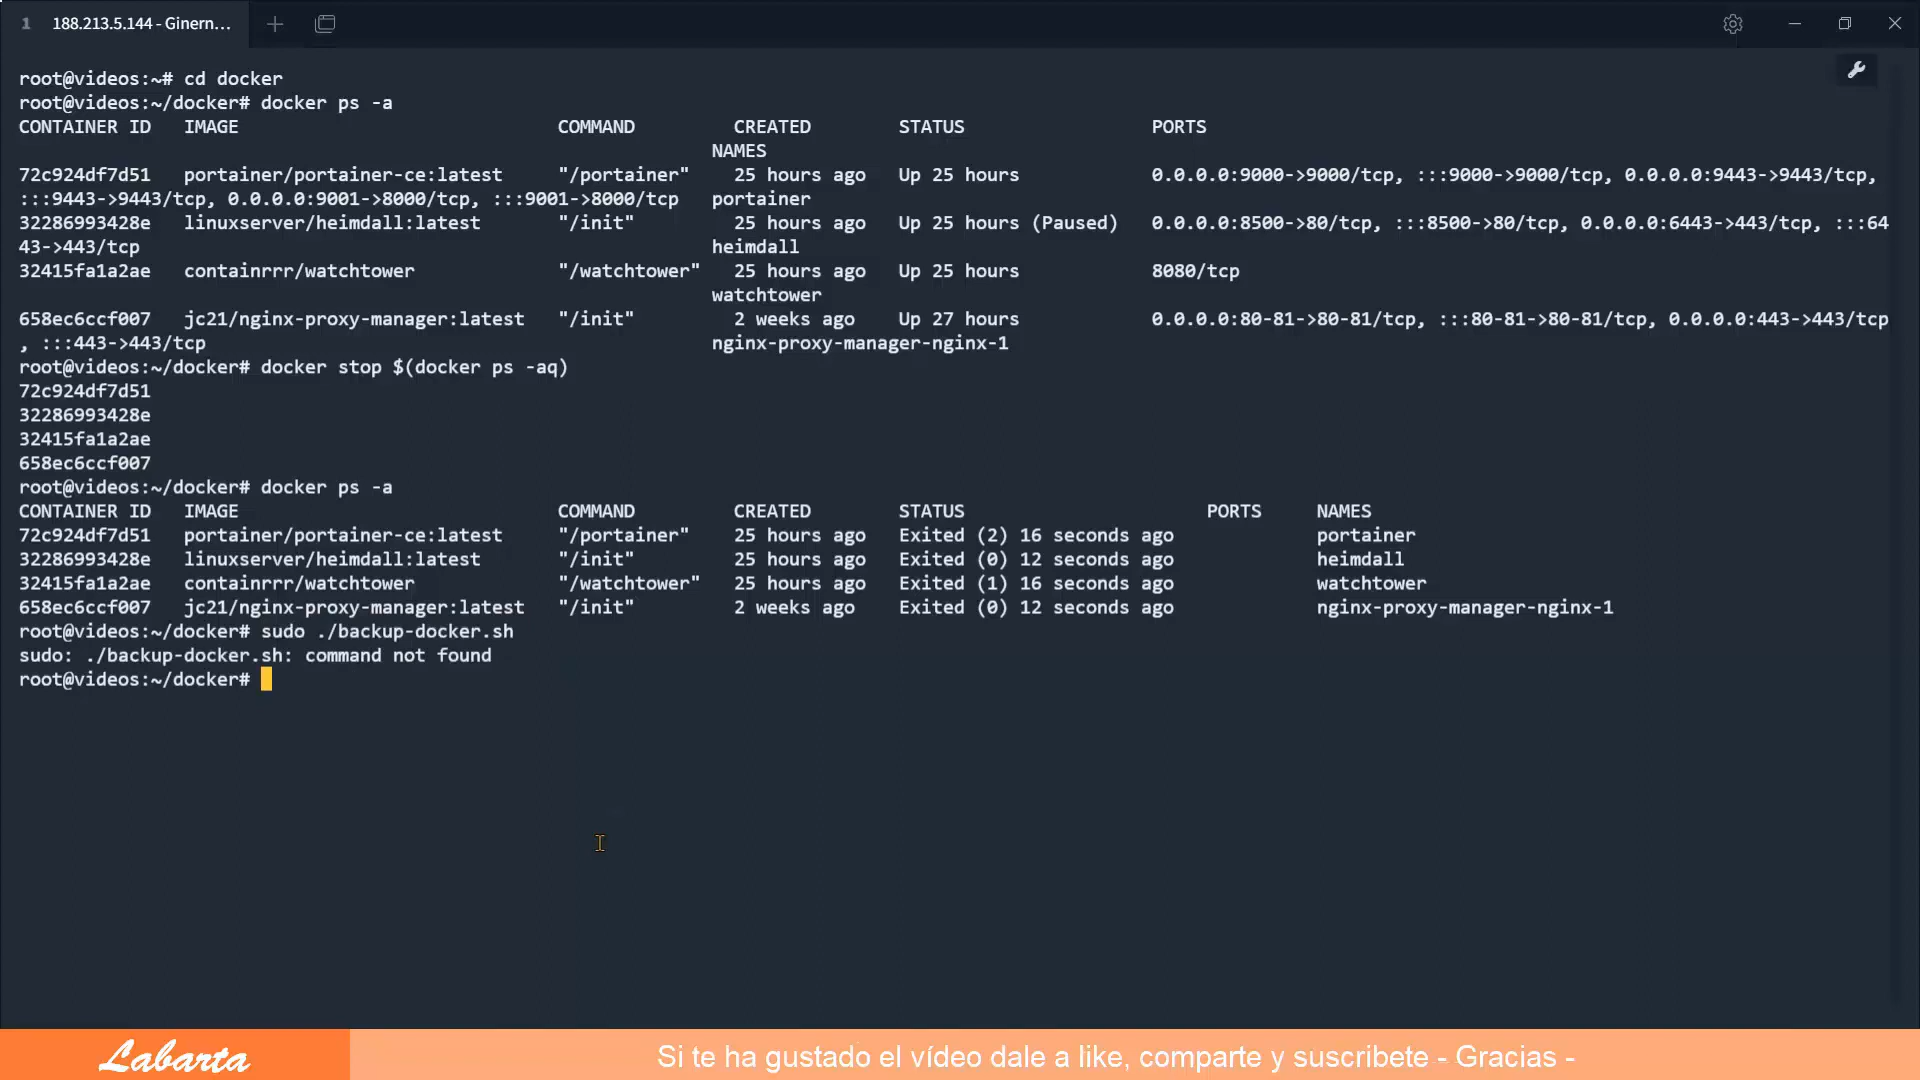 1 188.213.5.144 - Ginern...
root@videos:~# cd docker
root@videos:~/docker# docker ps -a
CONTAINER ID IMAGE COMMAND CREATED STATUS PORTS
NAMES
72c924df7d51 portainer/portainer-ce:latest "/portainer" 25 hours ago Up 25 hours 0.0.0.0:9000->9000/tcp, :::9000->9000/tcp, 0.0.0.0:9443->9443/tcp,
:::9443->9443/tcp, 0.0.0.0:9001->8000/tcp, :::9001->8000/tcp portainer
32286993428e linuxserver/heimdall:latest "/init" 25 hours ago Up 25 hours (Paused) 0.0.0.0:8500->80/tcp, :::8500->80/tcp, 0.0.0.0:6443->443/tcp, :::64
43->443/tcp heimdall
32415fa1a2ae containrrr/watchtower "/watchtower" 25 hours ago Up 25 hours 8080/tcp
watchtower
658ec6ccf007 jc21/nginx-proxy-manager:latest "/init" 2 weeks ago Up 27 hours 0.0.0.0:80-81->80-81/tcp, :::80-81->80-81/tcp, 0.0.0.0:443->443/tcp
, :::443->443/tcp nginx-proxy-manager-nginx-1
root@videos:~/docker# docker stop $(docker ps -aq)
72c924df7d51
32286993428e
32415fa1a2ae
658ec6ccf007
root@videos:~/docker# docker ps -a
CONTAINER ID IMAGE COMMAND CREATED STATUS PORTS NAMES
72c924df7d51 portainer/portainer-ce:latest "/portainer" 25 hours ago Exited (2) 16 seconds ago portainer
32286993428e linuxserver/heimdall:latest "/init" 25 hours ago Exited (0) 12 seconds ago heimdall
32415fa1a2ae containrrr/watchtower "/watchtower" 25 hours ago Exited (1) 16 seconds ago watchtower
658ec6ccf007 jc21/nginx-proxy-manager:latest "/init" 2 weeks ago Exited (0) 12 seconds ago nginx-proxy-manager-nginx-1
root@videos:~/docker# sudo ./backup-docker.sh
sudo: ./backup-docker.sh: command not found
root@videos:~/docker#
Labarta Si te ha gustado el vídeo dale a like, comparte y suscribete - Gracias -